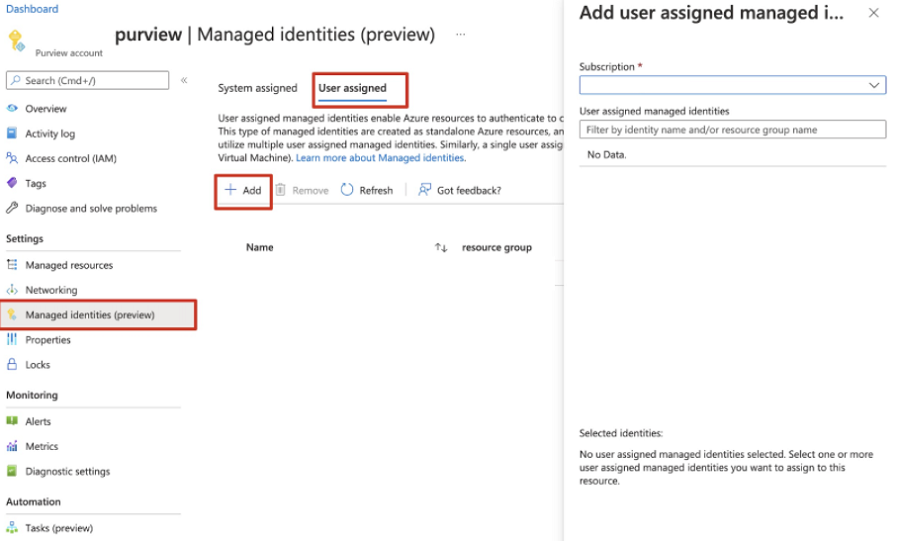 Dashboard
purview | Managed identities (preview) ...
Purview account
Search (Cmd+/)
«
Overview
Activity log
Access control (IAM)
Tags
Diagnose and solve problems
Settings
Managed resources
Networking
Managed identities (preview)
Properties
Locks
Monitoring
Alerts
Metrics
Diagnostic settings
Automation
Tasks (preview)
System assigned
User assigned
User assigned managed identities enable Azure resources to authenticate to c
This type of managed identities are created as standalone Azure resources, an
utilize multiple user assigned managed identities. Similarly, a single user assig
Virtual Machine). Learn more about Managed identities.
Add
Remove
Refresh
Got feedback?
Name
resource group
Add user assigned managed i...
Subscription *
User assigned managed identities
Filter by identity name and/or resource group name
No Data.
Selected identities:
No user assigned managed identities selected. Select one or more
user assigned managed identities you want to assign to this
resource.